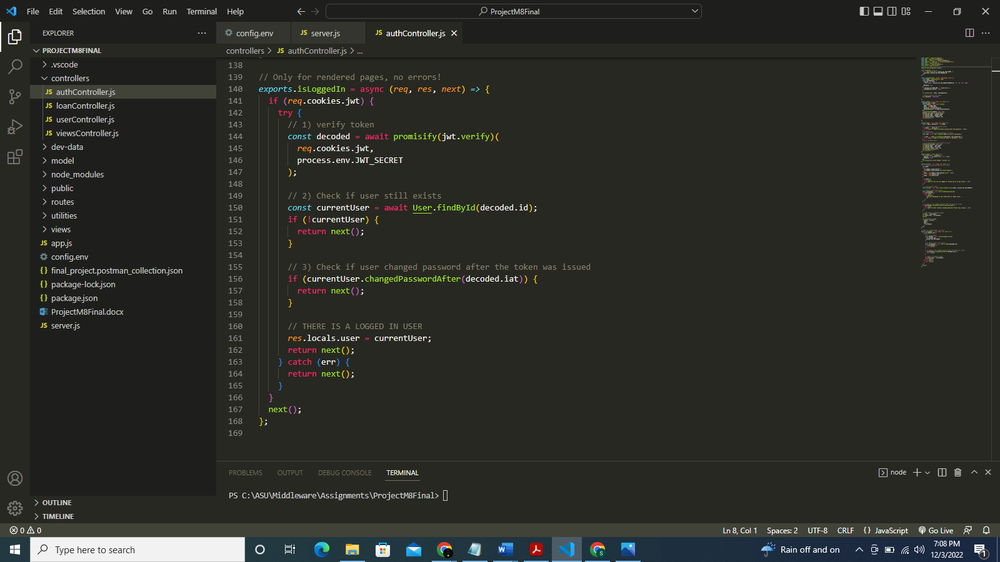 File Edit Selection View Go Run Terminal Help
ProjectM8Final
EXPLORER
config.env
JS server.js
JS authController.js
PROJECTM8FINAL
controllers > JS authController.js > ...
.vscode
controllers
JS authController.js
JS loanController.js
JS userController.js
JS viewsController.js
dev-data
model
node_modules
public
routes
utilities
views
JS app.js
config.env
{} final_project.postman_collection.json
{} package-lock.json
{} package.json
ProjectM8Final.docx
JS server.js
OUTLINE
TIMELINE
138
139 // Only for rendered pages, no errors!
140 exports.isLoggedIn = async (req, res, next) => {
141 if (req.cookies.jwt) {
142 try {
143 // 1) verify token
144 const decoded = await promisify(jwt.verify)(
145 req.cookies.jwt,
146 process.env.JWT_SECRET
147 );
148
149 // 2) Check if user still exists
150 const currentUser = await User.findById(decoded.id);
151 if (!currentUser) {
152 return next();
153 }
154
155 // 3) Check if user changed password after the token was issued
156 if (currentUser.changedPasswordAfter(decoded.iat)) {
157 return next();
158 }
159
160 // THERE IS A LOGGED IN USER
161 res.locals.user = currentUser;
162 return next();
163 } catch (err) {
164 return next();
165 }
166 }
167 next();
168 };
169
PROBLEMS OUTPUT DEBUG CONSOLE TERMINAL
node
PS C:\ASU\Middleware\Assignments\ProjectM8Final>
0 0
Ln 8, Col 1 Spaces: 2 UTF-8 CRLF {} JavaScript Go Live
Type here to search
Rain off and on
7:08 PM
12/3/2022
1